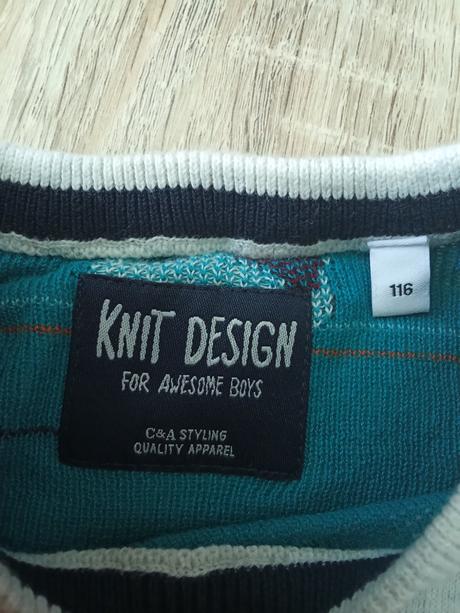 116
KNIT DESIGN
FOR AWESOME BOYS
C&A STYLING
QUALITY APPAREL